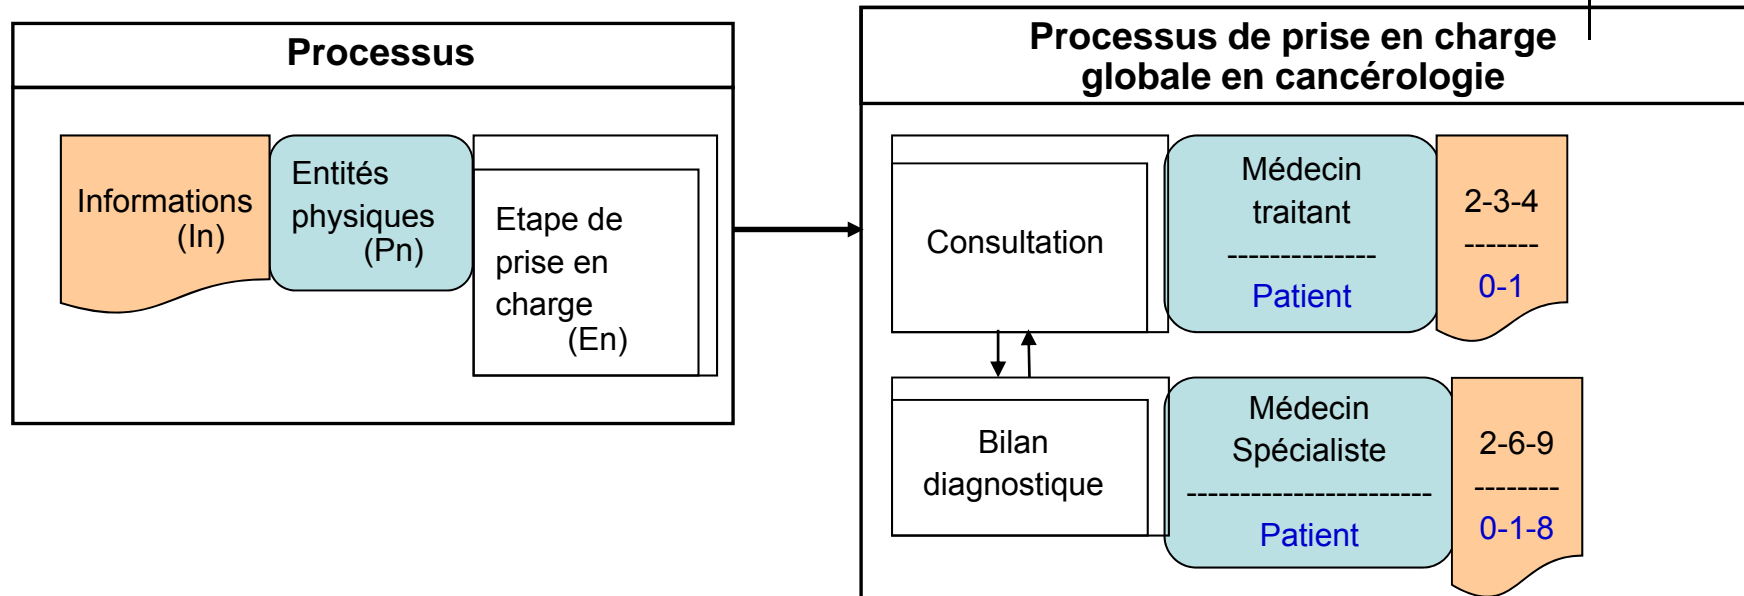 Processus
Informations
(In)
Entités
physiques
(Pn)
Etape de
prise en
charge
(En)
Processus de prise en charge
globale en cancérologie
Consultation
Médecin
traitant
--------------
Patient
2-3-4
-------
0-1
Bilan
diagnostique
Médecin
Spécialiste
-----------------------
Patient
2-6-9
--------
0-1-8